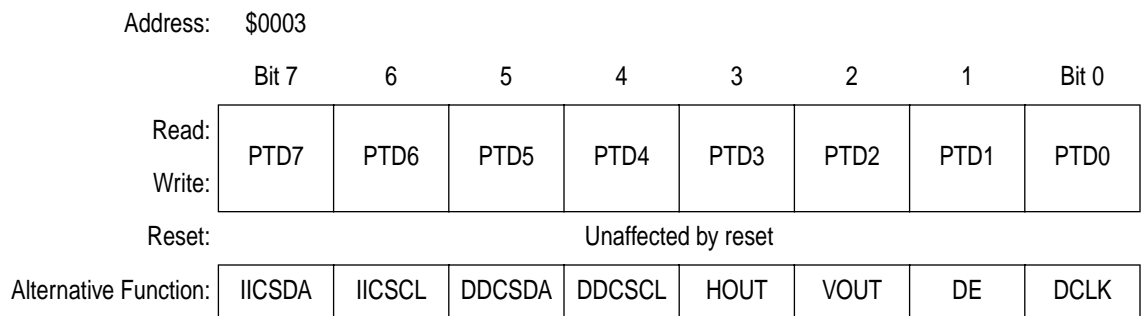 Address: $0003
Bit 7 6 5 4 3 2 1 Bit 0
Read:
PTD7 PTD6 PTD5 PTD4 PTD3 PTD2 PTD1 PTD0
Write:
Reset: Unaffected by reset
Alternative Function: IICSDA IICSCL DDCSDA DDCSCL HOUT VOUT DE DCLK